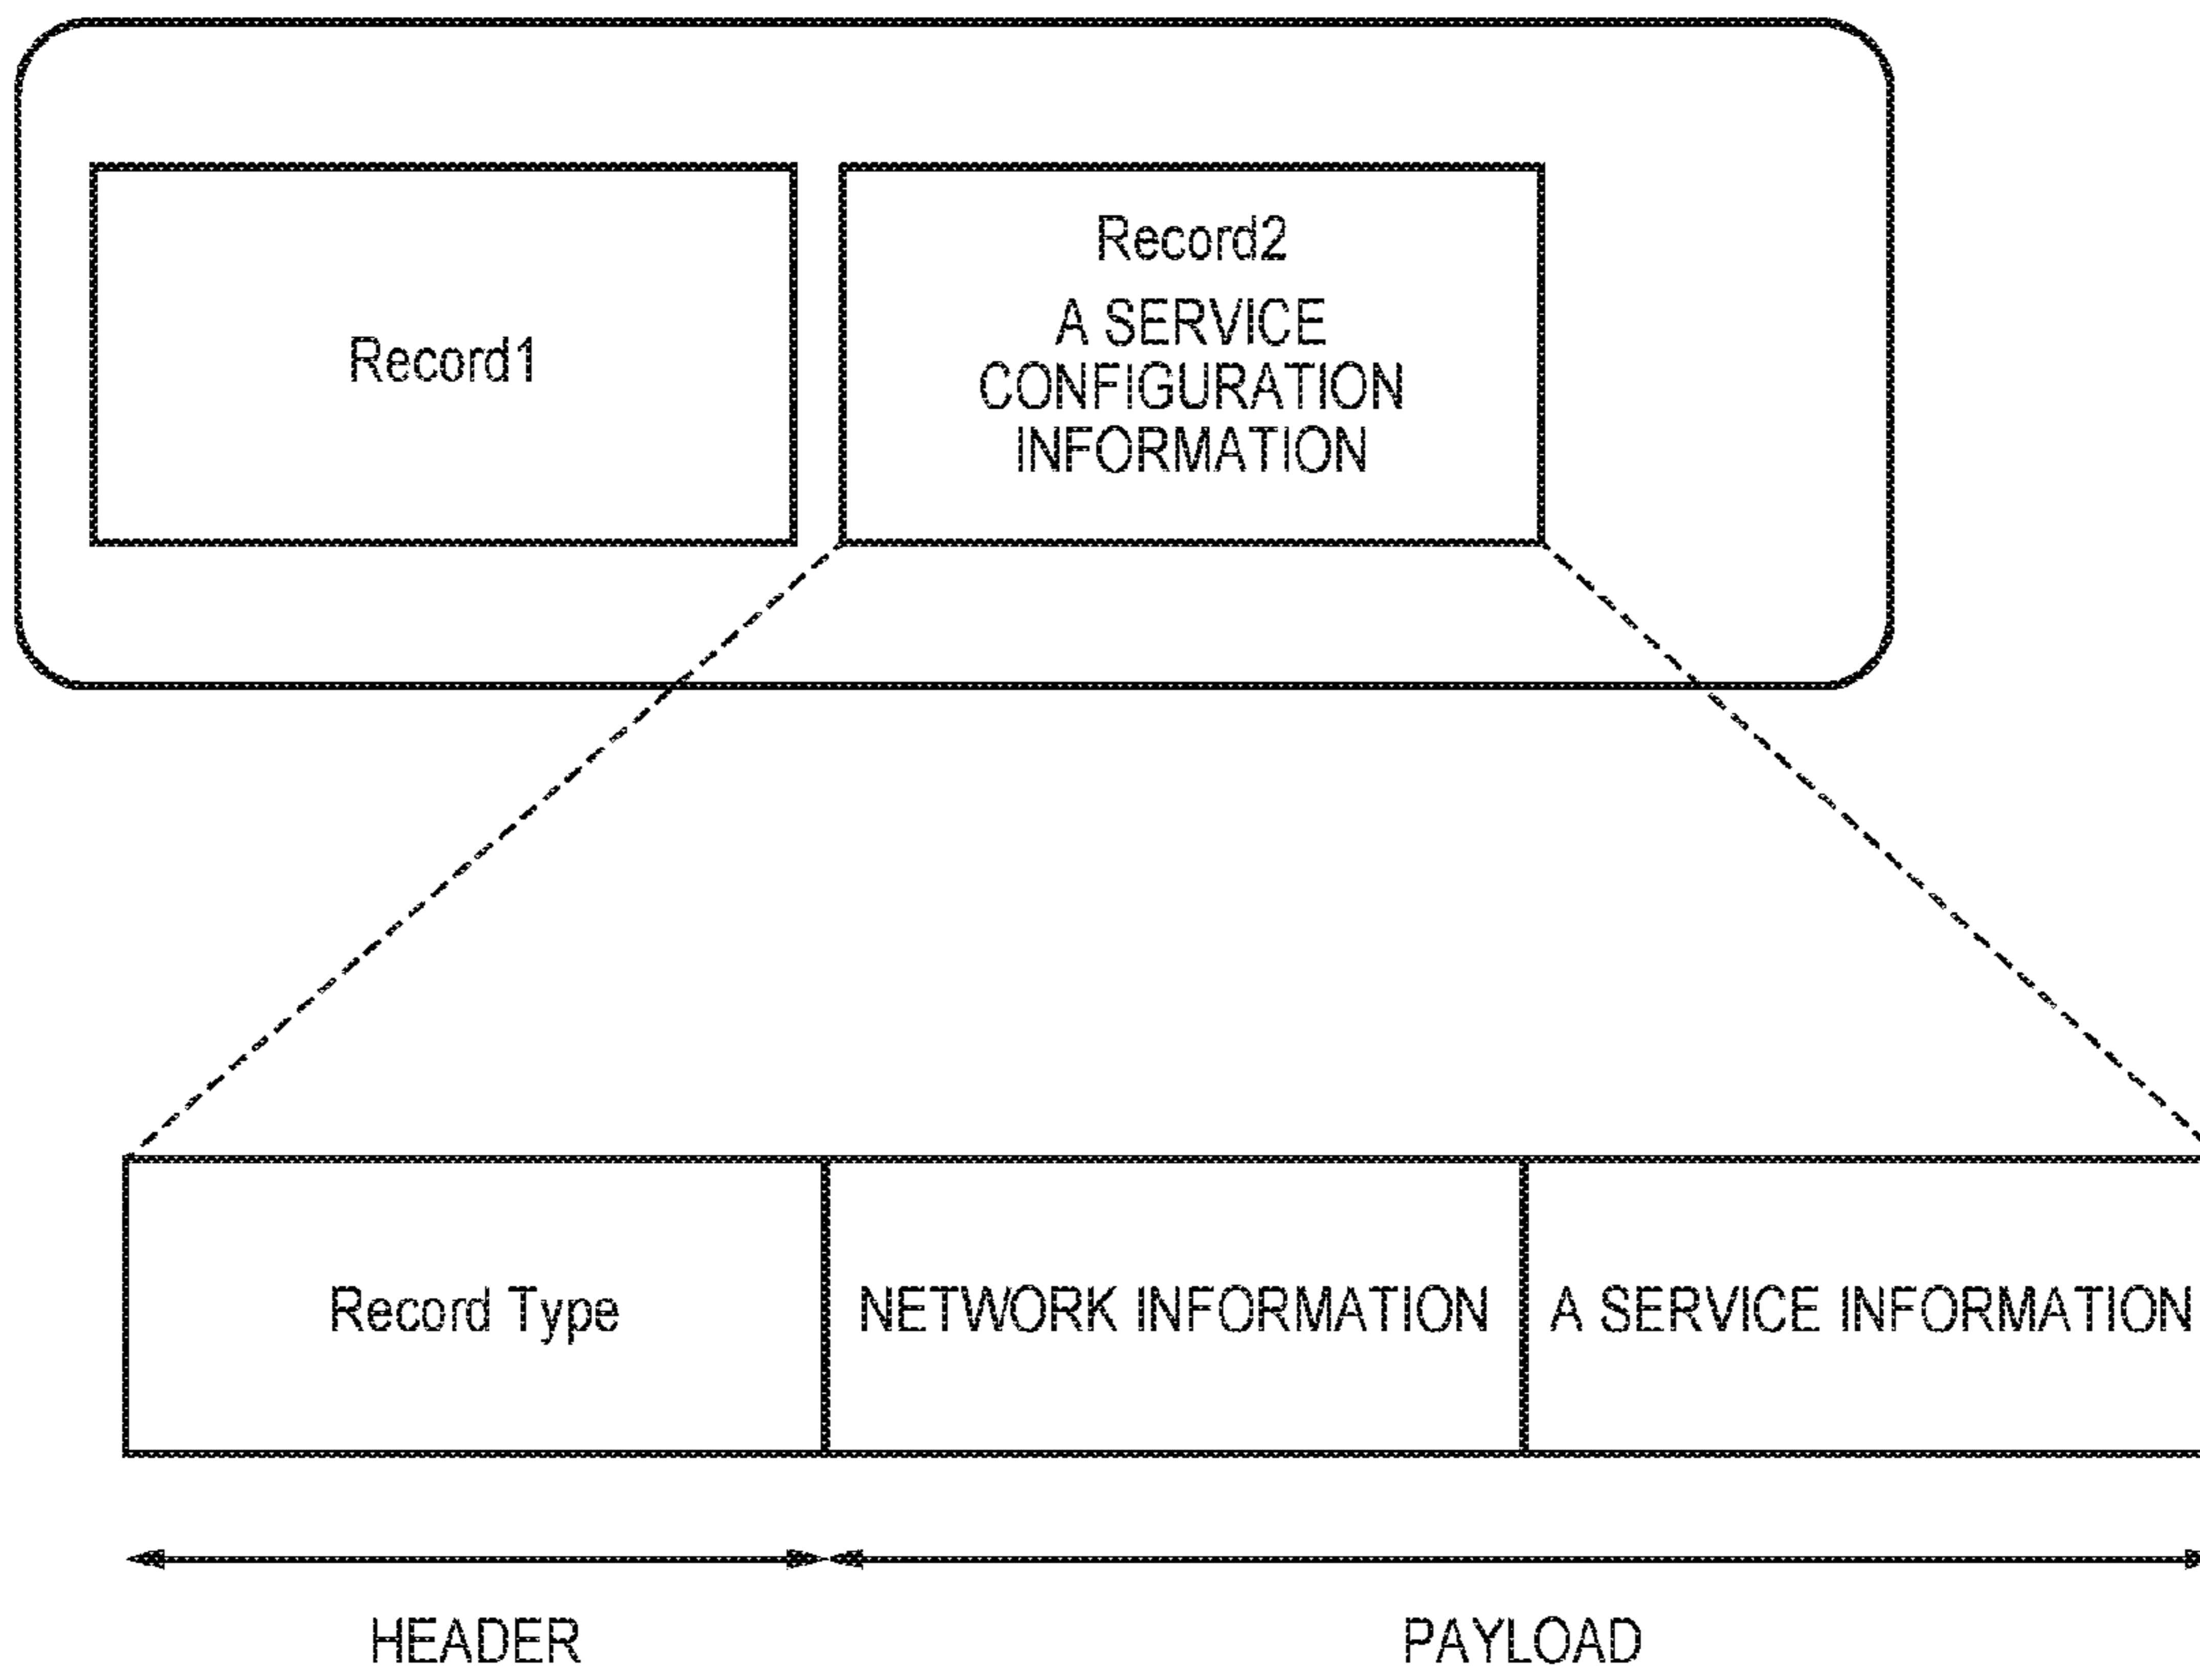 Record1
Record2
A SERVICE
CONFIGURATION
INFORMATION
Record Type
NETWORK INFORMATION
A SERVICE INFORMATION
HEADER
PAYLOAD